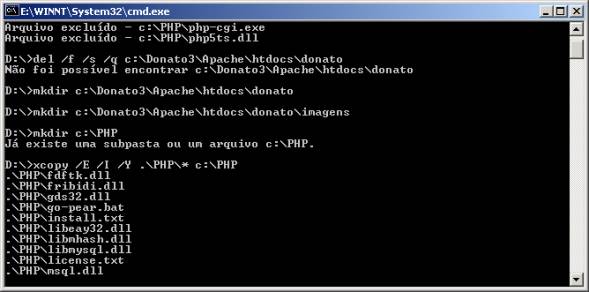 E:\WINNT\System32\cmd.exe
Arquivo excluído - c:\PHP\php-cgi.exe
Arquivo excluído - c:\PHP\php5ts.dll
D:\>del /f /s /q c:\Donato3\Apache\htdocs\donato
Não foi possível encontrar c:\Donato3\Apache\htdocs\donato
D:\>mkdir c:\Donato3\Apache\htdocs\donato
D:\>mkdir c:\Donato3\Apache\htdocs\donato\imagens
D:\>mkdir c:\PHP
Já existe uma subpasta ou um arquivo c:\PHP.
D:\>xcopy /E /I /Y .\PHP\* c:\PHP
.\PHP\fdftk.dll
.\PHP\fribidi.dll
.\PHP\gds32.dll
.\PHP\go-pear.bat
.\PHP\install.txt
.\PHP\libeay32.dll
.\PHP\libmhash.dll
.\PHP\libmysql.dll
.\PHP\license.txt
.\PHP\msql.dll